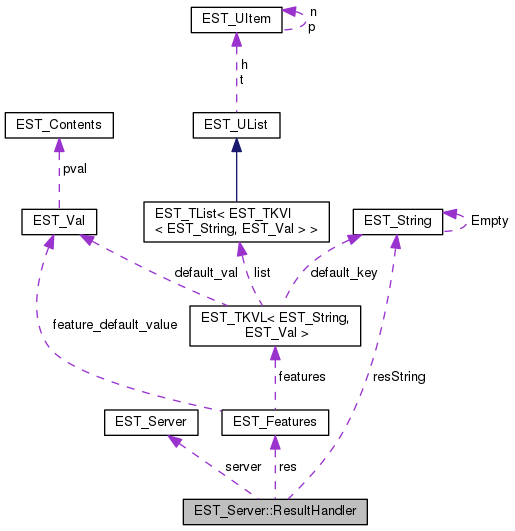 EST_UItem
n
p
h
t
EST_Contents
EST_UList
pval
EST_Val
EST_TList< EST_TKVI
< EST_String, EST_Val > >
EST_String
Empty
default_val
list
default_key
feature_default_value
EST_TKVL< EST_String,
EST_Val >
features
resString
EST_Server
EST_Features
server
res
EST_Server::ResultHandler